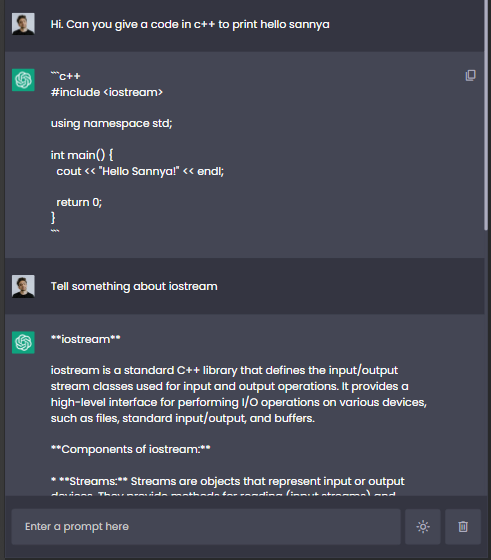 Hi. Can you give a code in c++ to print hello sannya
```c++
#include <iostream>
using namespace std;
int main() {
cout << "Hello Sannya!" << endl;
return 0;
}
```
Tell something about iostream
**iostream**
iostream is a standard C++ library that defines the input/output
stream classes used for input and output operations. It provides a
high-level interface for performing I/O operations on various devices,
such as files, standard input/output, and buffers.
**Components of iostream:**
* **Streams:** Streams are objects that represent input or output
devices. They provide methods for reading (input streams) and
Enter a prompt here